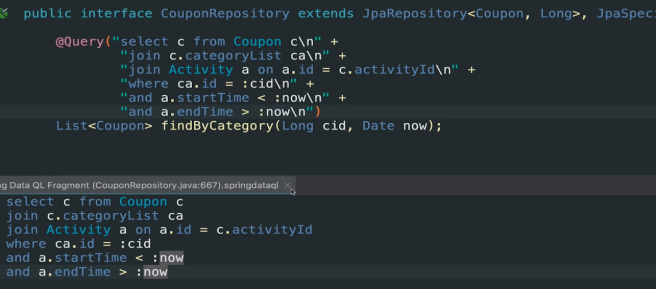 public interface CouponRepository extends JpaRepository<Coupon, Long>, JpaSpeci
@Query("select c from Coupon c\n" +
"join c.categoryList ca\n" +
"join Activity a on a.id = c.activityId\n" +
"where ca.id = :cid\n" +
"and a.startTime < :now\n" +
"and a.endTime > :now\n")
List<Coupon> findByCategory(Long cid, Date now);
ng Data QL Fragment (CouponRepository.java:667).springdataql
select c from Coupon c
join c.categoryList ca
join Activity a on a.id = c.activityId
where ca.id = :cid
and a.startTime < :now
and a.endTime > :now